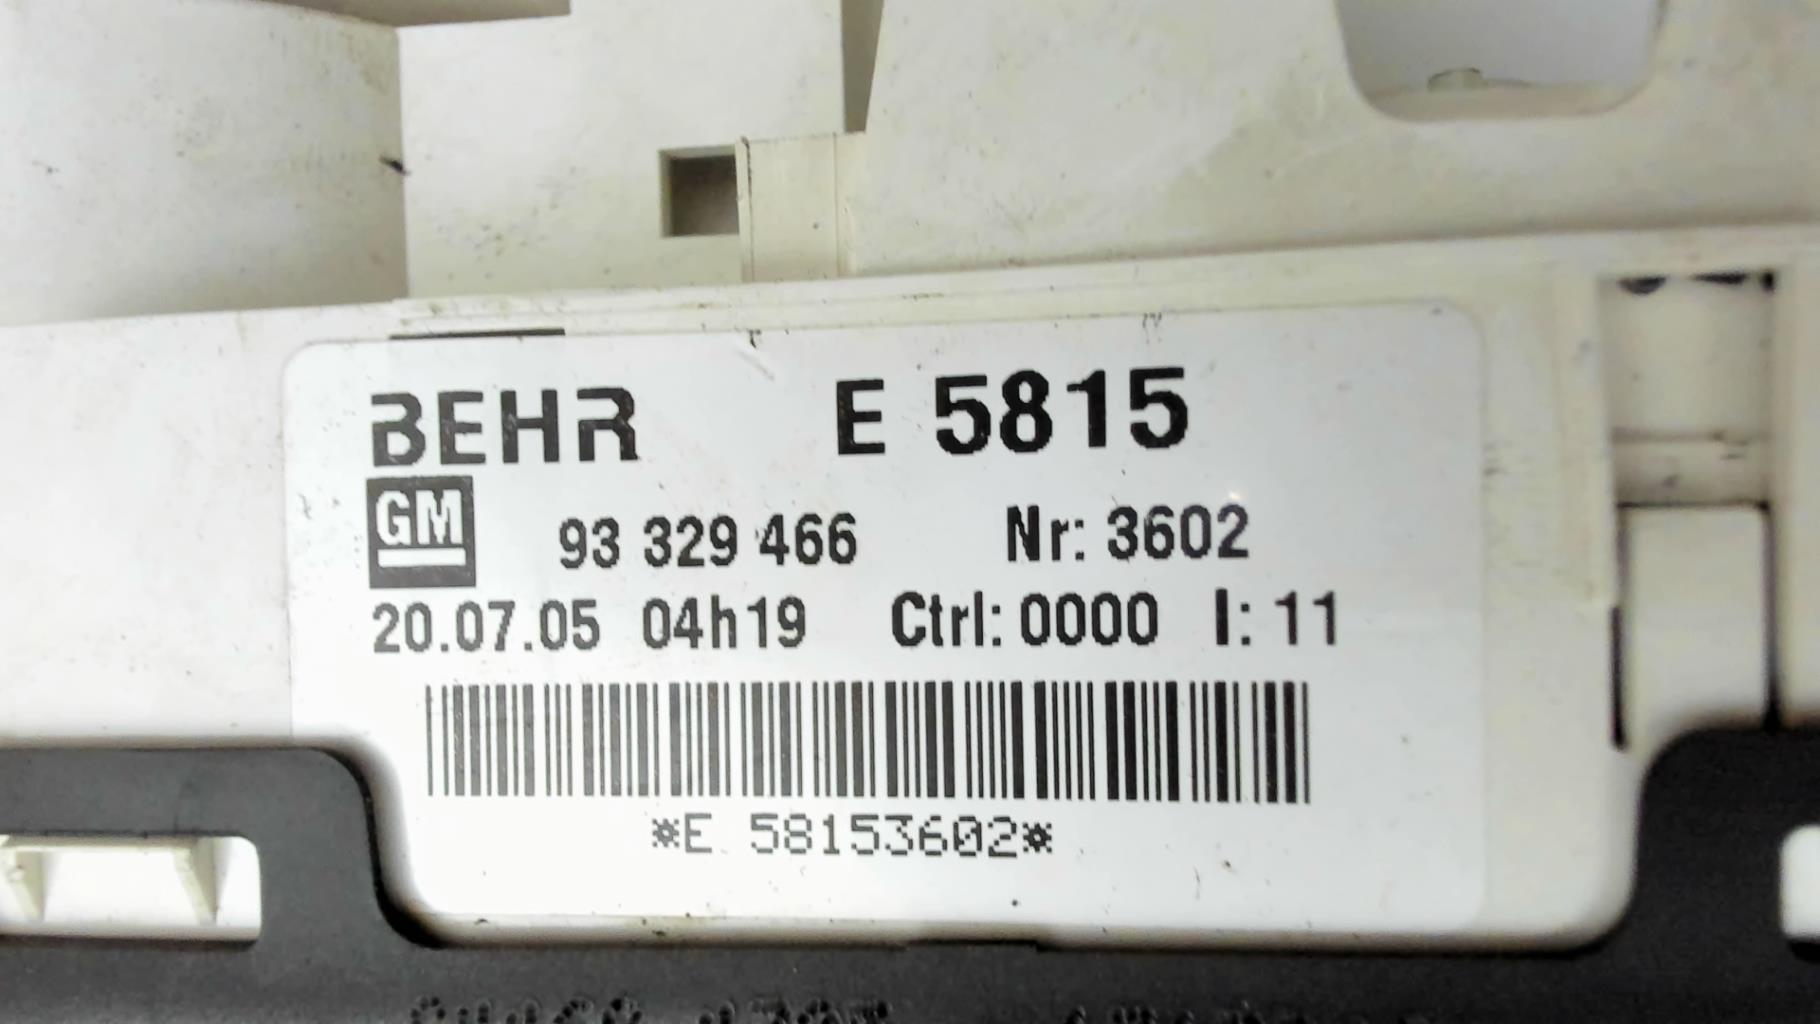 BEHR E 5815
GM 93 329 466 Nr: 3602
20.07.05 04h19 Ctrl: 0000 I: 11
*E 58153602*